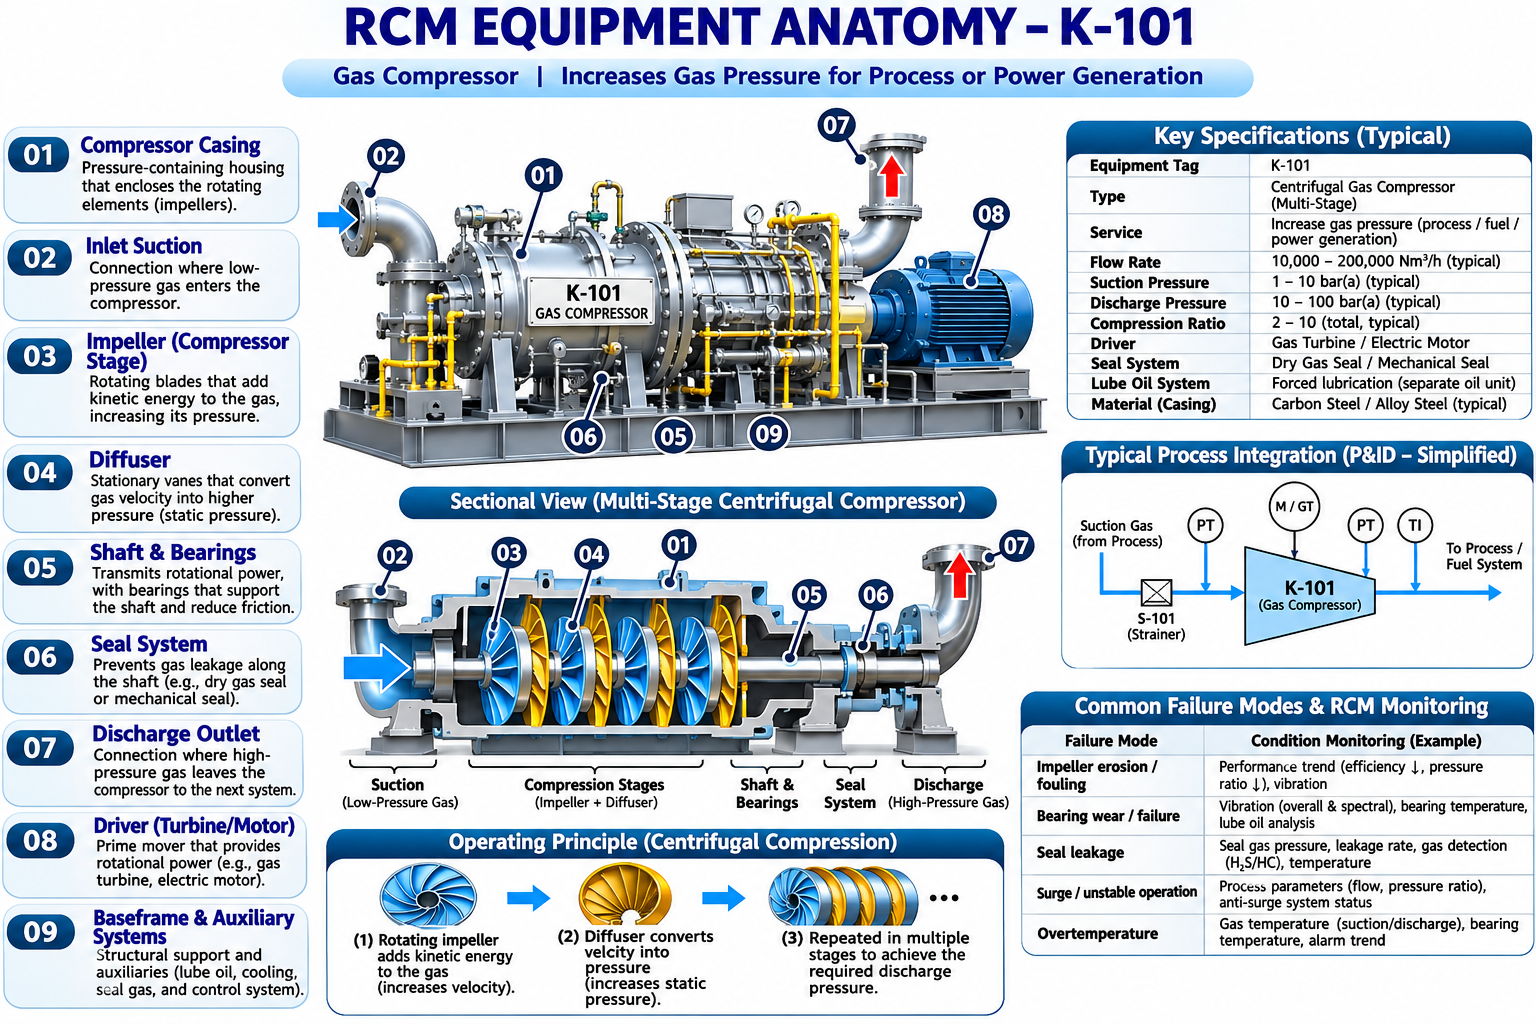 RCM EQUIPMENT ANATOMY – K-101
Gas Compressor | Increases Gas Pressure for Process or Power Generation
01
Compressor Casing
Pressure-containing housing
that encloses the rotating
elements (impellers).
02
Inlet Suction
Connection where low-
pressure gas enters the
compressor.
03
Impeller (Compressor
Stage)
Rotating blades that add
kinetic energy to the gas,
increasing its pressure.
04
Diffuser
Stationary vanes that convert
gas velocity into higher
pressure (static pressure).
05
Shaft & Bearings
Transmits rotational power,
with bearings that support
the shaft and reduce friction.
06
Seal System
Prevents gas leakage along
the shaft (e.g., dry gas seal
or mechanical seal).
07
Discharge Outlet
Connection where high-
pressure gas leaves the
compressor to the next system.
08
Driver (Turbine/Motor)
Prime mover that provides
rotational power (e.g., gas
turbine, electric motor).
09
Baseframe & Auxiliary
Systems
Structural support and
auxiliaries (lube oil, cooling,
seal gas, and control system).
02
01
07
08
K-101
GAS COMPRESSOR
06
05
09
Sectional View (Multi-Stage Centrifugal Compressor)
02
03
04
01
05
06
07
Suction
(Low-Pressure Gas)
Compression Stages
(Impeller + Diffuser)
Shaft &
Bearings
Seal
System
Discharge
(High-Pressure Gas)
Operating Principle (Centrifugal Compression)
(1) Rotating impeller
adds kinetic energy
to the gas
(increases velocity).
(2) Diffuser converts
velcity into
pressure
(increases static
pressure).
•••
(3) Repeated in multiple
stages to achieve the
required discharge
pressure.
Key Specifications (Typical)
Equipment Tag K-101
Type Centrifugal Gas Compressor
(Multi-Stage)
Service Increase gas pressure (process / fuel /
power generation)
Flow Rate 10,000 – 200,000 Nm³/h (typical)
Suction Pressure 1 – 10 bar(a) (typical)
Discharge Pressure 10 – 100 bar(a) (typical)
Compression Ratio 2 – 10 (total, typical)
Driver Gas Turbine / Electric Motor
Seal System Dry Gas Seal / Mechanical Seal
Lube Oil System Forced lubrication (separate oil unit)
Material (Casing) Carbon Steel / Alloy Steel (typical)
Typical Process Integration (P&ID – Simplified)
Suction Gas
(from Process)
PT
M / GT
PT
TI
To Process /
Fuel System
K-101
(Gas Compressor)
S-101
(Strainer)
Common Failure Modes & RCM Monitoring
Failure Mode Condition Monitoring (Example)
Impeller erosion /
fouling
Performance trend (efficiency ↓, pressure
ratio ↓), vibration
Bearing wear / failure
Vibration (overall & spectral), bearing temperature,
lube oil analysis
Seal leakage
Seal gas pressure, leakage rate, gas detection
(H₂S/HC), temperature
Surge / unstable operation
Process parameters (flow, pressure ratio),
anti-surge system status
Overtemperature
Gas temperature (suction/discharge), bearing
temperature, alarm trend